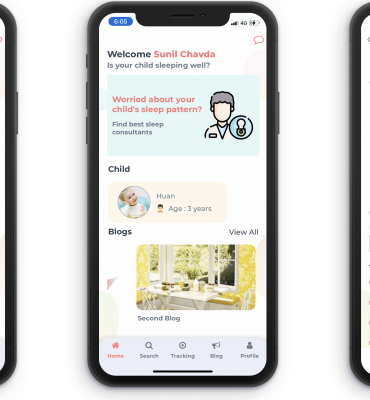 6:05
4G
Welcome Sunil Chavda
Is your child sleeping well?
Worried about your
child's sleep pattern?
Find best sleep
consultants
Child
Huan
Age : 3 years
Blogs
View All
Second Blog
Home
Search
Tracking
Blog
Profile